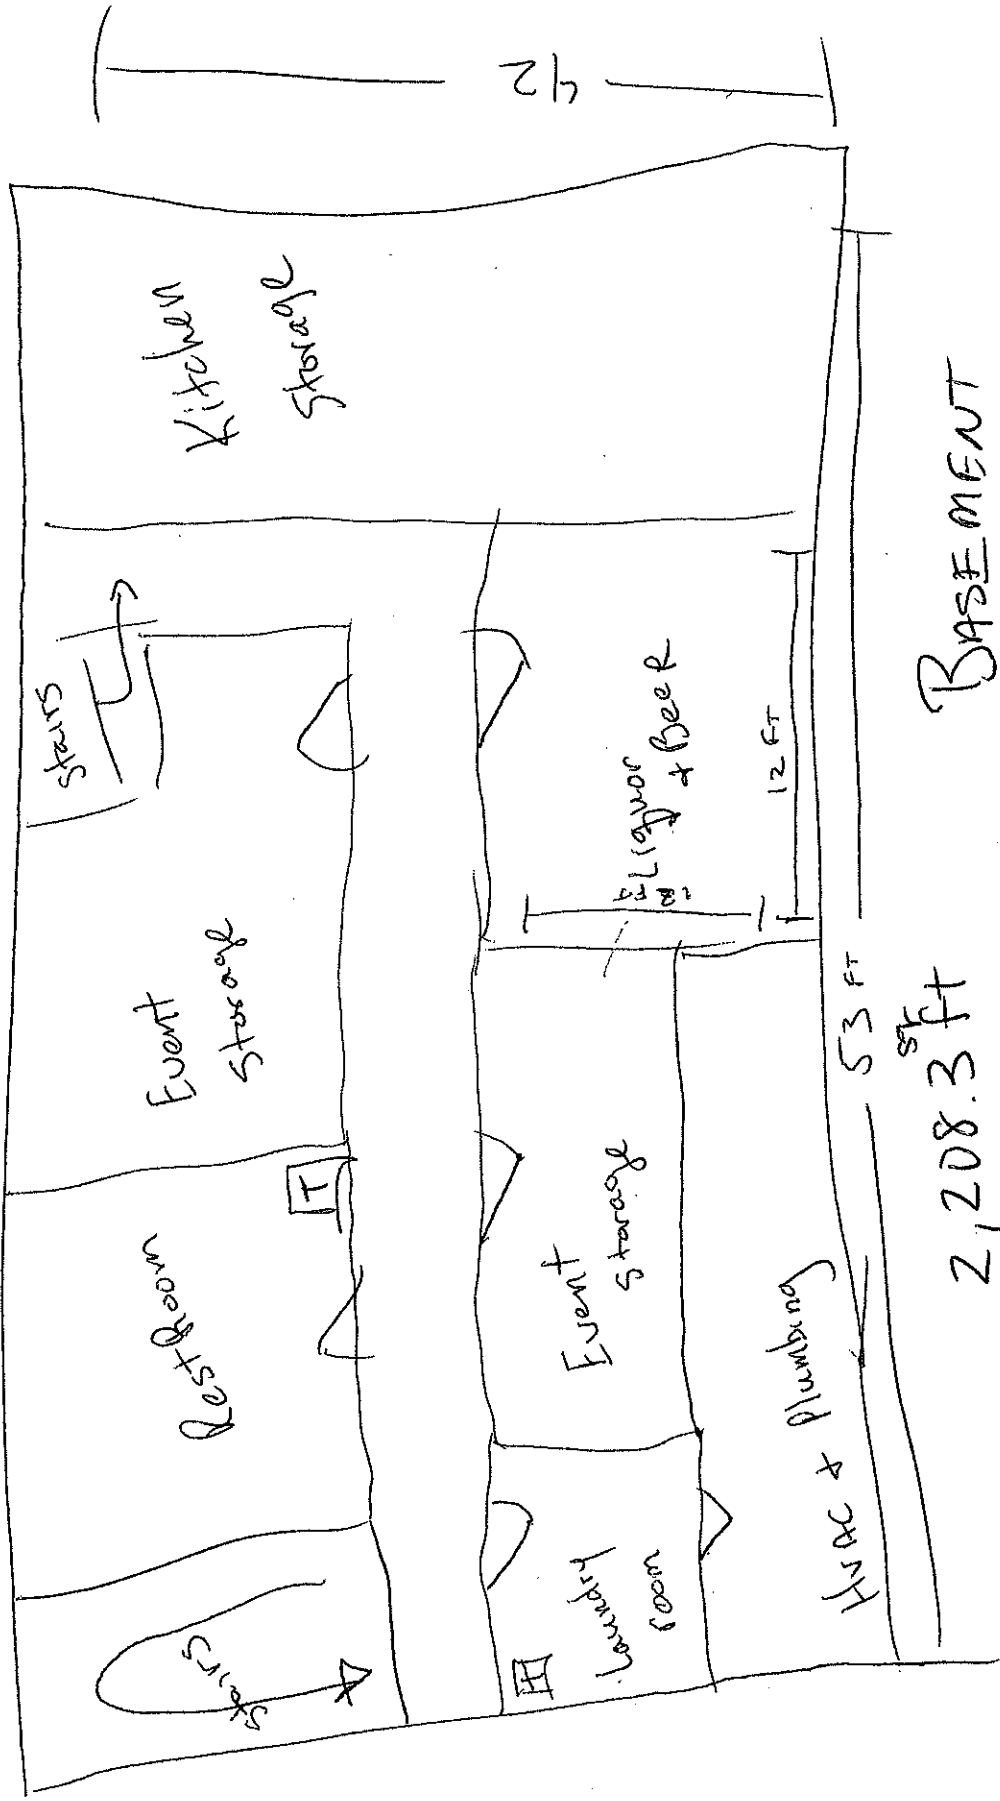 Stairs
Rest Room
T
Event
Storage
Stairs
Kitchen
Storage
42
Laundry
room
Event
Storage
Liquor
+ Beer
12 FT
HVAC + Plumbing
53 FT
2,208.3 sq ft
BASEMENT